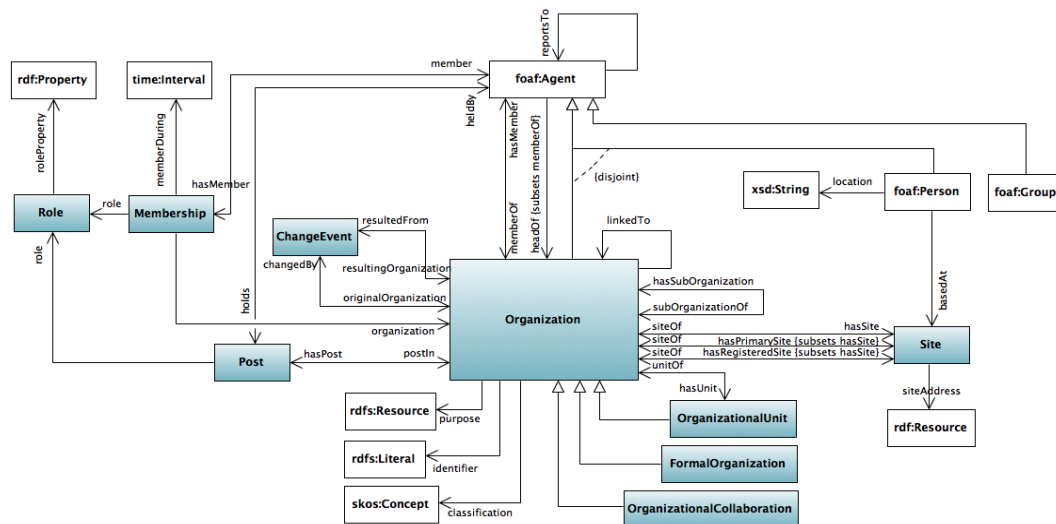 reportsTo
member
rdf:Property
time:Interval
foaf:Agent
heldBy
hasMember
roleProperty
memberDuring
{disjoint}
xsd:String
location
foaf:Person
foaf:Group
hasMember
Role
role
Membership
memberOf
headOf {subsets memberOf}
linkedTo
resultedFrom
ChangeEvent
changedBy
resultingOrganization
role
holds
originalOrganization
hasSubOrganization
subOrganizationOf
basedAt
Organization
organization
siteOf
hasSite
siteOf
hasPrimarySite {subsets hasSite}
Site
siteOf
hasRegisteredSite {subsets hasSite}
Post
hasPost
postIn
unitOf
hasUnit
siteAddress
rdfs:Resource
purpose
OrganizationalUnit
rdf:Resource
rdfs:Literal
identifier
FormalOrganization
skos:Concept
classification
OrganizationalCollaboration